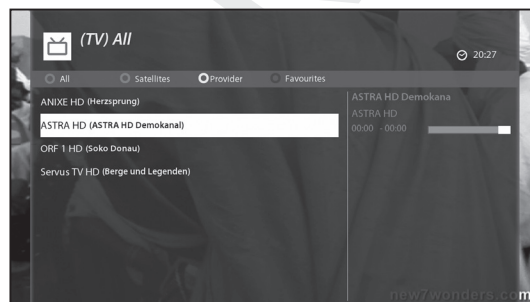 (TV) All
20:27
All Satellites Provider Favourites
ANIXE HD (Herzsprung)
ASTRA HD (ASTRA HD Demokanal)
ORF 1 HD (Soko Donau)
Servus TV HD (Berge und Legenden)
ASTRA HD Demokana
ASTRA HD
00:00 - 00:00
new7wonders.com